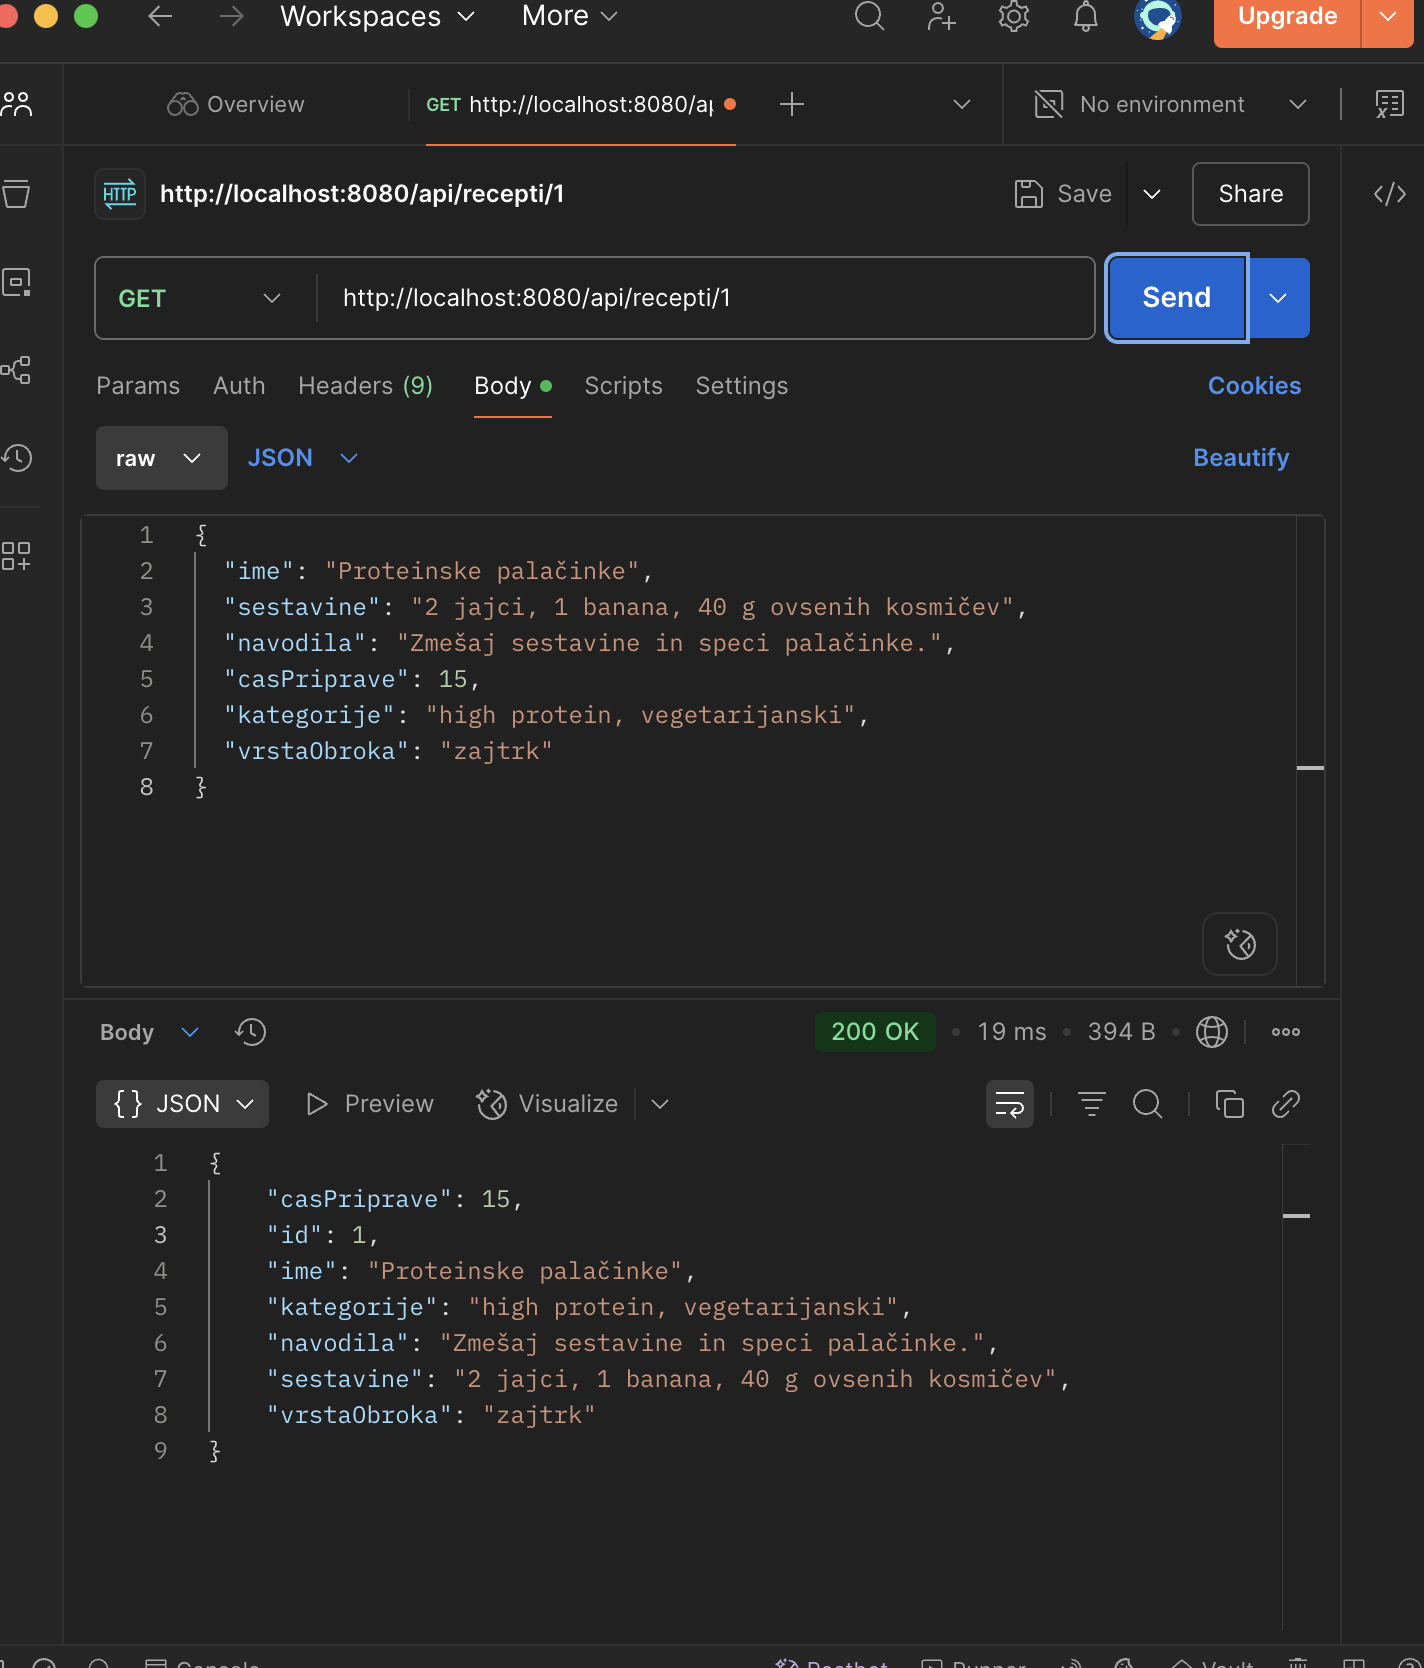 Workspaces More Upgrade
Overview GET http://localhost:8080/ap No environment
HTTP http://localhost:8080/api/recepti/1 Save Share
GET http://localhost:8080/api/recepti/1 Send
Params Auth Headers (9) Body Scripts Settings Cookies
raw JSON Beautify
1 {
2 "ime": "Proteinske palačinke",
3 "sestavine": "2 jajci, 1 banana, 40 g ovsenih kosmičev",
4 "navodila": "Zmešaj sestavine in speci palačinke.",
5 "casPriprave": 15,
6 "kategorije": "high protein, vegetarijanski",
7 "vrstaObroka": "zajtrk"
8 }
Body 200 OK 19 ms 394 B
{} JSON Preview Visualize
1 {
2 "casPriprave": 15,
3 "id": 1,
4 "ime": "Proteinske palačinke",
5 "kategorije": "high protein, vegetarijanski",
6 "navodila": "Zmešaj sestavine in speci palačinke.",
7 "sestavine": "2 jajci, 1 banana, 40 g ovsenih kosmičev",
8 "vrstaObroka": "zajtrk"
9 }
Console Postbot Runner Vault